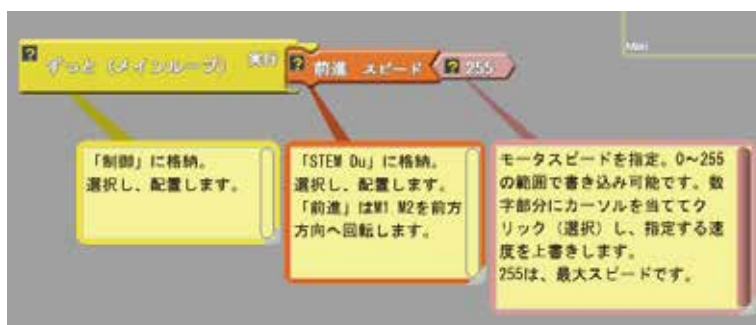 ずっと（メインループ） 実行 前進 スピード 255
「制御」に格納。
選択し、配置します。
「STEM Du」に格納。
選択し、配置します。
「前進」はM1 M2を前方
方向へ回転します。
モータスピードを指定。0〜255
の範囲で書き込み可能です。数
字部分にカーソルを当ててク
リック（選択）し、指定する速
度を上書きします。
255は、最大スピードです。